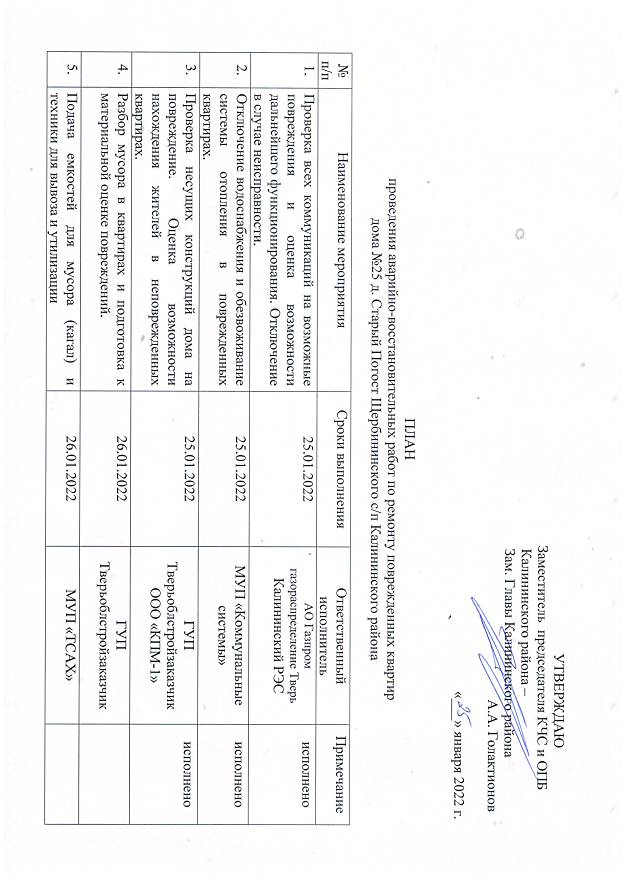 УТВЕРЖДАЮ
Заместитель председателя КЧС и ОПБ
Калининского района –
Зам. Главы Калининского района
А.А. Голактионов
«25» января 2022 г.
ПЛАН
проведения аварийно-восстановительных работ по ремонту поврежденных квартир
дома №25 д. Старый Погост Щербининского с/п Калининского района
№ п/п Наименование мероприятия Сроки выполнения Ответственный исполнитель Примечание
1. Проверка всех коммуникаций на возможные 25.01.2022 АО Газпром исполнено
повреждения и оценка возможности газораспределение Тверь
дальнейшего функционирования. Отключение Калининский РЭС
в случае неисправности.
2. Отключение водоснабжения и обезвоживание 25.01.2022 МУП «Коммунальные исполнено
системы отопления в поврежденных системы»
квартирах.
3. Проверка несущих конструкций дома на 25.01.2022 ГУП исполнено
повреждение. Оценка возможности Тверьоблстройзаказчик
нахождения жителей в неповрежденных ООО «КПМ-1»
квартирах.
4. Разбор мусора в квартирах и подготовка к 26.01.2022 ГУП
материальной оценке повреждений. Тверьоблстройзаказчик
5. Подача емкостей для мусора (кагал) и 26.01.2022 МУП «ТСАХ»
техники для вывоза и утилизации